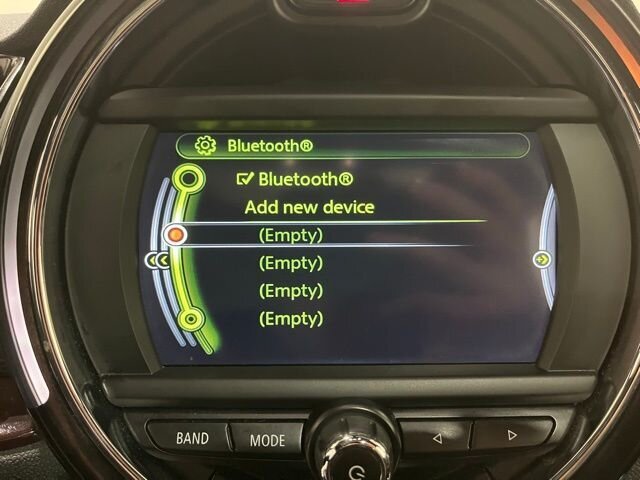 Bluetooth®
Bluetooth®
Add new device
(Empty)
(Empty)
(Empty)
(Empty)
BAND MODE